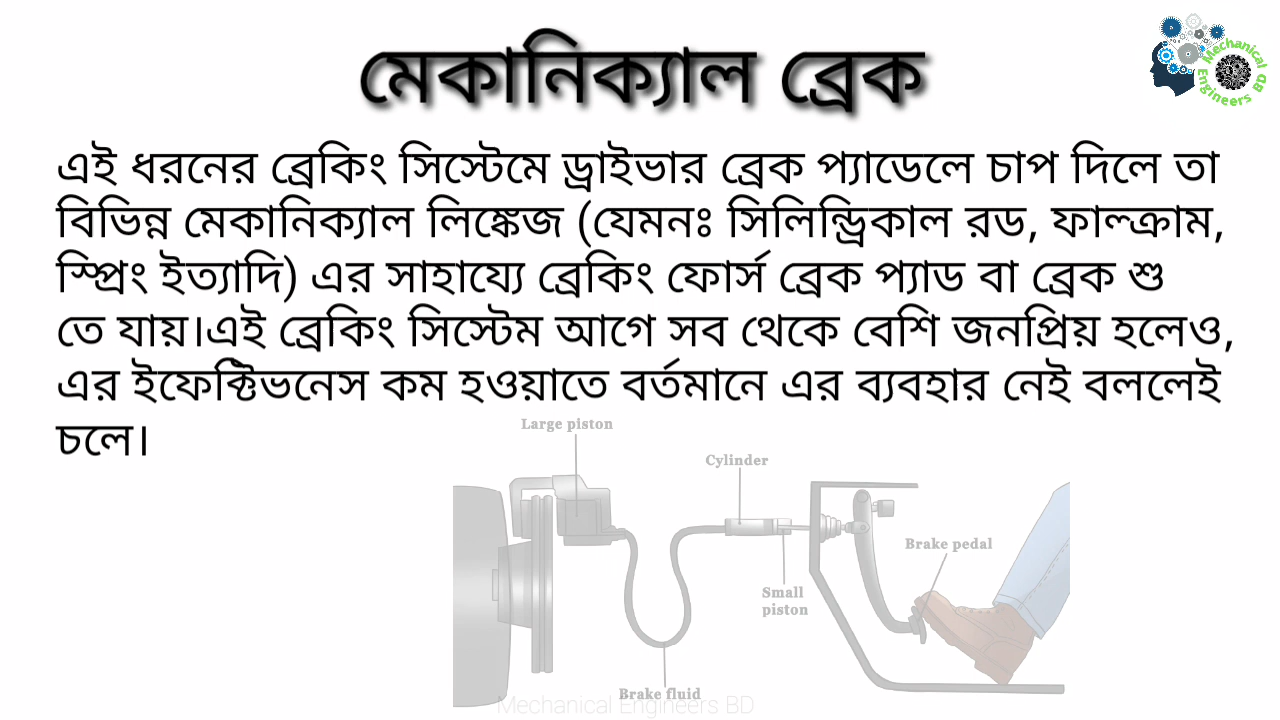 মেকানিক্যাল ব্রেক
Mechanical Engineers BD
এই ধরনের ব্রেকিং সিস্টেমে ড্রাইভার ব্রেক প্যাডেলে চাপ দিলে তা
বিভিন্ন মেকানিক্যাল লিঙ্কেজ (যেমনঃ সিলিন্ড্রিকাল রড, ফাল্ক্রাম,
স্প্রিং ইত্যাদি) এর সাহায্যে ব্রেকিং ফোর্স ব্রেক প্যাড বা ব্রেক শু
তে যায়।এই ব্রেকিং সিস্টেম আগে সব থেকে বেশি জনপ্রিয় হলেও,
এর ইফেক্টিভনেস কম হওয়াতে বর্তমানে এর ব্যবহার নেই বললেই
চলে।
Large piston
Cylinder
Brake pedal
Small
piston
Brake fluid
Mechanical Engineers BD